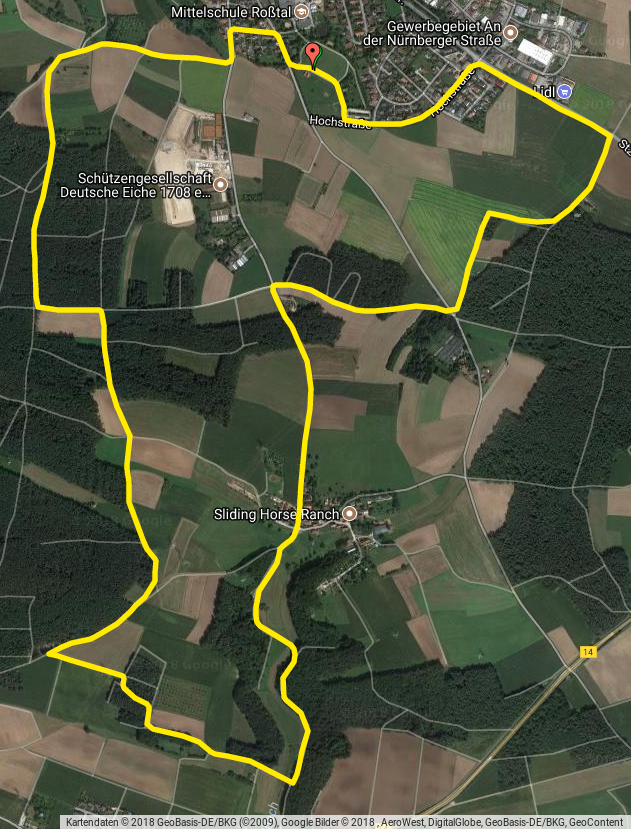 Mittelschule Roßtal
Gewerbegebiet An
der Nürnberger Straße
Lidl
Hochstraße
Hochstraße
Schützengesellschaft
Deutsche Eiche 1708 e...
Sliding Horse Ranch
14
Kartendaten © 2018 GeoBasis-DE/BKG (©2009), Google Bilder © 2018 , AeroWest, DigitalGlobe, GeoBasis-DE/BKG, GeoContent